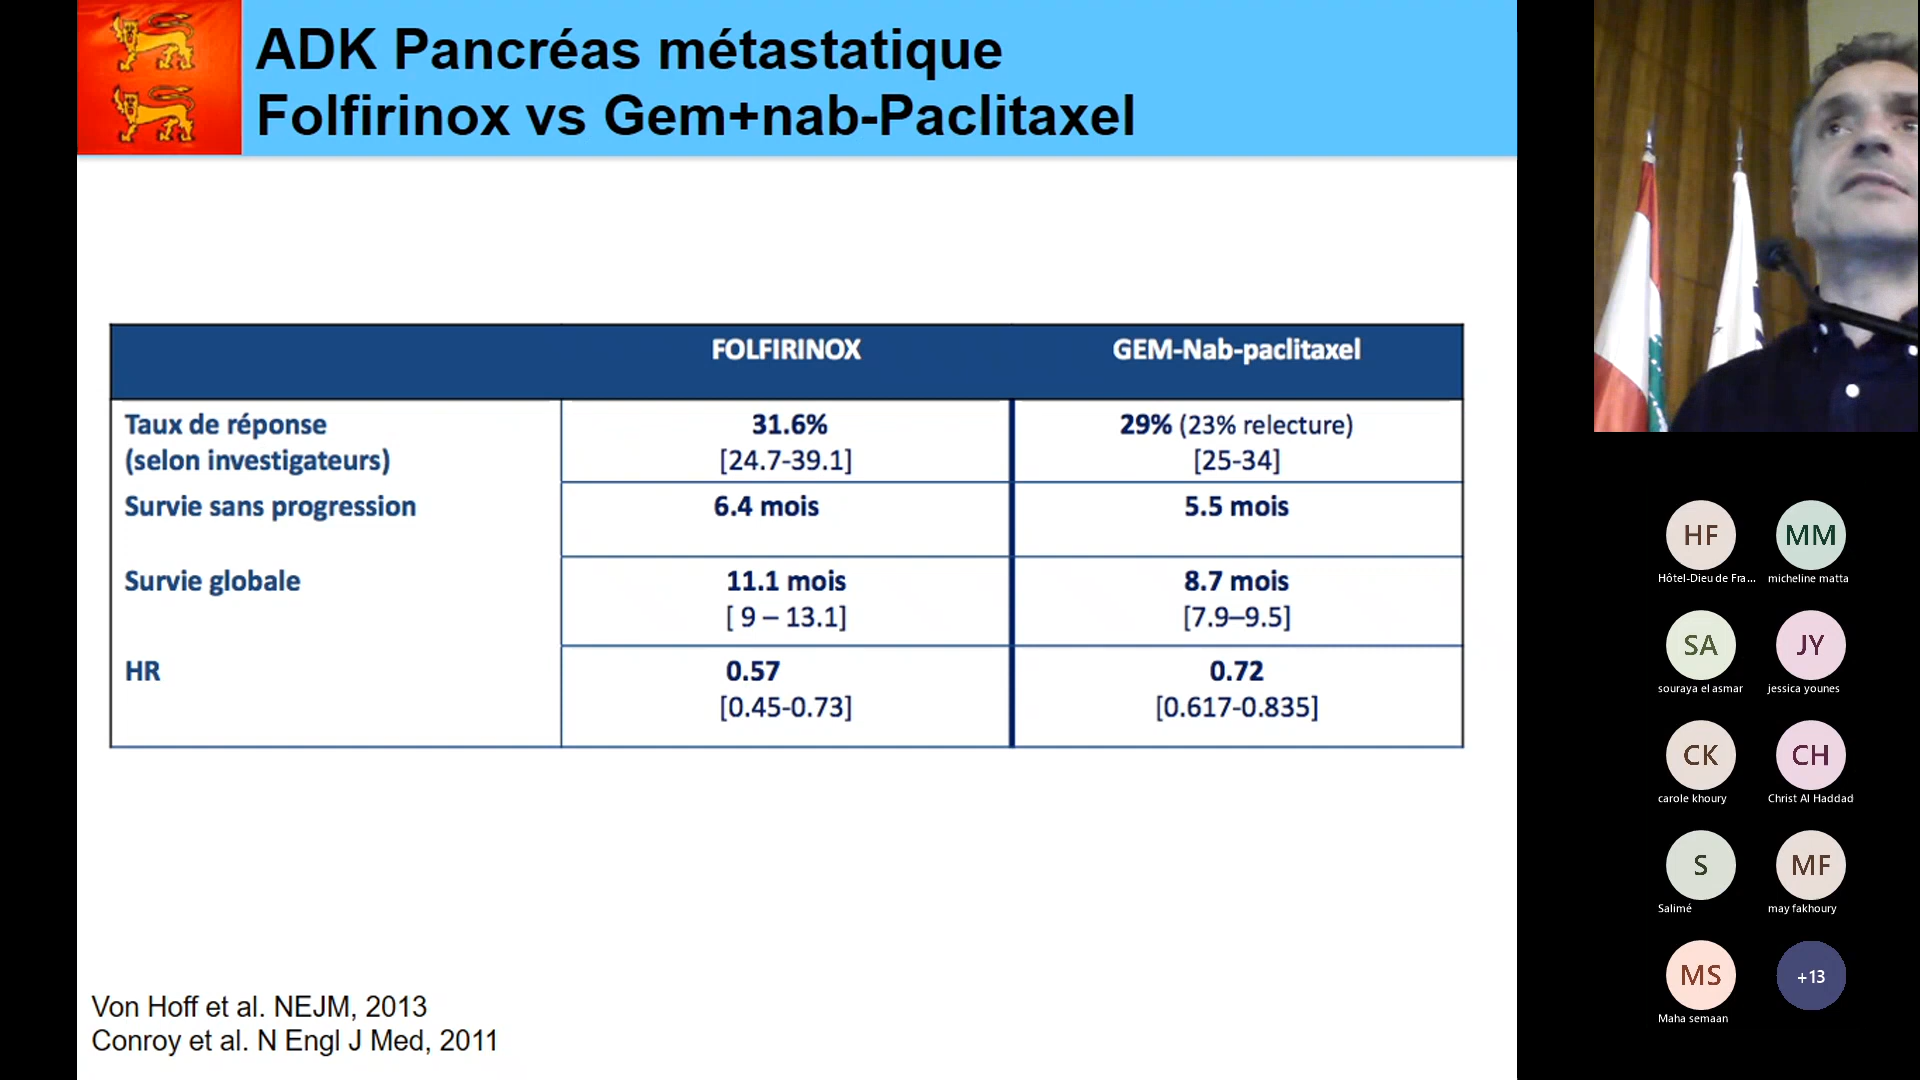 ADK Pancréas métastatique
Folfirinox vs Gem+nab-Paclitaxel
FOLFIRINOX GEM-Nab-paclitaxel
Taux de réponse 31.6% 29% (23% relecture)
(selon investigateurs) [24.7-39.1] [25-34]
Survie sans progression 6.4 mois 5.5 mois
Survie globale 11.1 mois 8.7 mois
[ 9 – 13.1] [7.9–9.5]
HR 0.57 0.72
[0.45-0.73] [0.617-0.835]
Von Hoff et al. NEJM, 2013
Conroy et al. N Engl J Med, 2011
HF MM
Hôtel-Dieu de Fra... micheline matta
SA JY
souraya el asmar jessica younes
CK CH
carole khoury Christ Al Haddad
S MF
Salimé may fakhoury
MS +13
Maha semaan